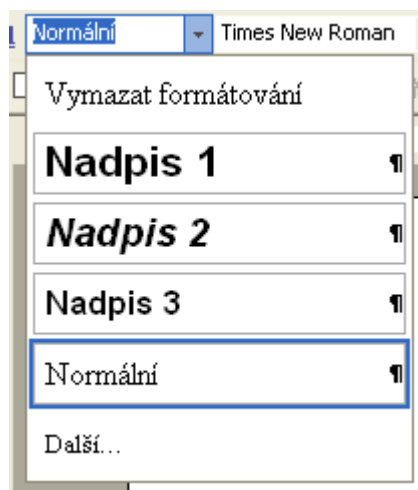 Normální Times New Roman
Vymazat formátování
Nadpis 1 ¶
Nadpis 2 ¶
Nadpis 3 ¶
Normální ¶
Další...